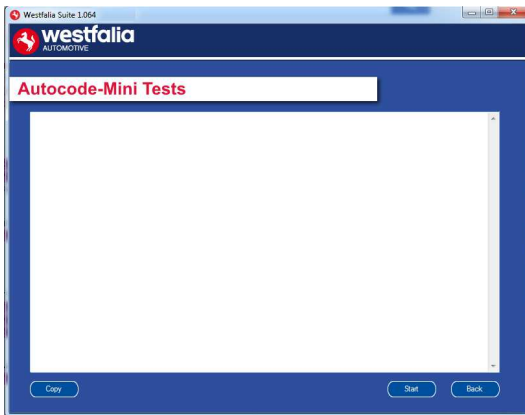 Westfalia Suite 1.064
westfalia
AUTOMOTIVE
Autocode-Mini Tests
Copy
Start
Back